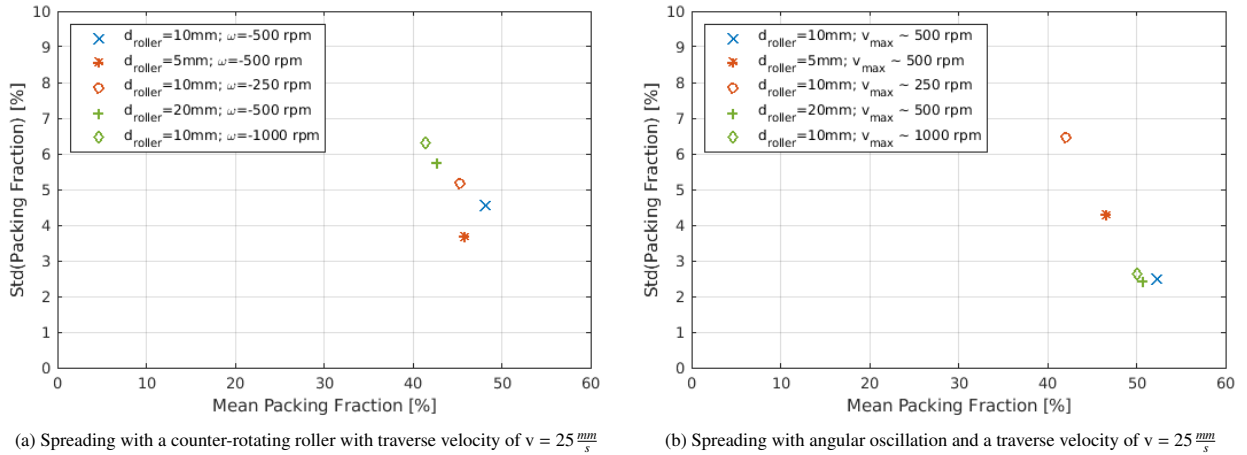 10
9
8
7
6
5
4
3
2
1
0
Std(Packing Fraction) [%]
d_roller=10mm; ω=-500 rpm
d_roller=5mm; ω=-500 rpm
d_roller=10mm; ω=-250 rpm
d_roller=20mm; ω=-500 rpm
d_roller=10mm; ω=-1000 rpm
0 10 20 30 40 50 60
Mean Packing Fraction [%]
(a) Spreading with a counter-rotating roller with traverse velocity of v = 25 mm/s
10
9
8
7
6
5
4
3
2
1
0
Std(Packing Fraction) [%]
d_roller=10mm; v_max ~ 500 rpm
d_roller=5mm; v_max ~ 500 rpm
d_roller=10mm; v_max ~ 250 rpm
d_roller=20mm; v_max ~ 500 rpm
d_roller=10mm; v_max ~ 1000 rpm
0 10 20 30 40 50 60
Mean Packing Fraction [%]
(b) Spreading with angular oscillation and a traverse velocity of v = 25 mm/s